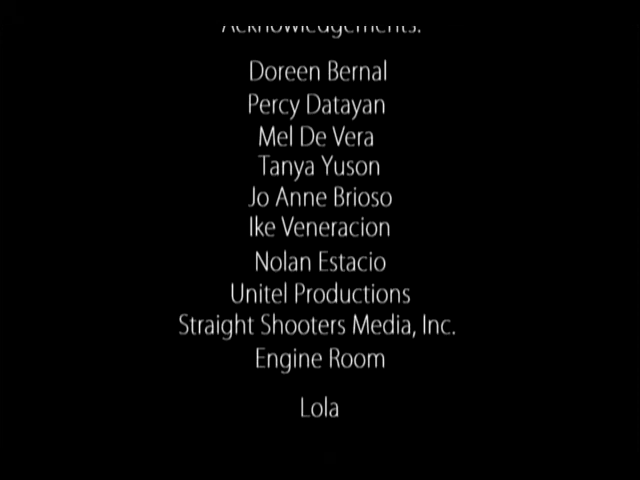 Acknowledgements:
Doreen Bernal
Percy Datayan
Mel De Vera
Tanya Yuson
Jo Anne Brioso
Ike Veneracion
Nolan Estacio
Unitel Productions
Straight Shooters Media, Inc.
Engine Room
Lola